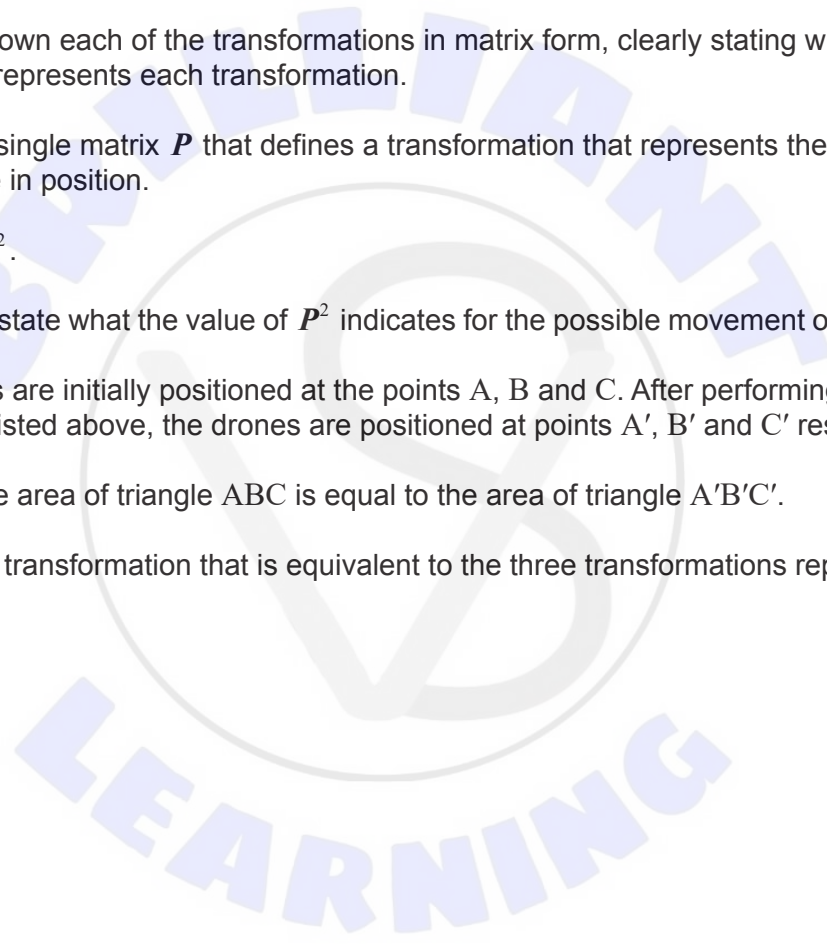 own each of the transformations in matrix form, clearly stating w
represents each transformation.
single matrix P that defines a transformation that represents the
in position.
2.
state what the value of P² indicates for the possible movement o
s are initially positioned at the points A, B and C. After performing
isted above, the drones are positioned at points A′, B′ and C′ res
e area of triangle ABC is equal to the area of triangle A′B′C′.
transformation that is equivalent to the three transformations rep
BRILLIANT
VS
LEARNING